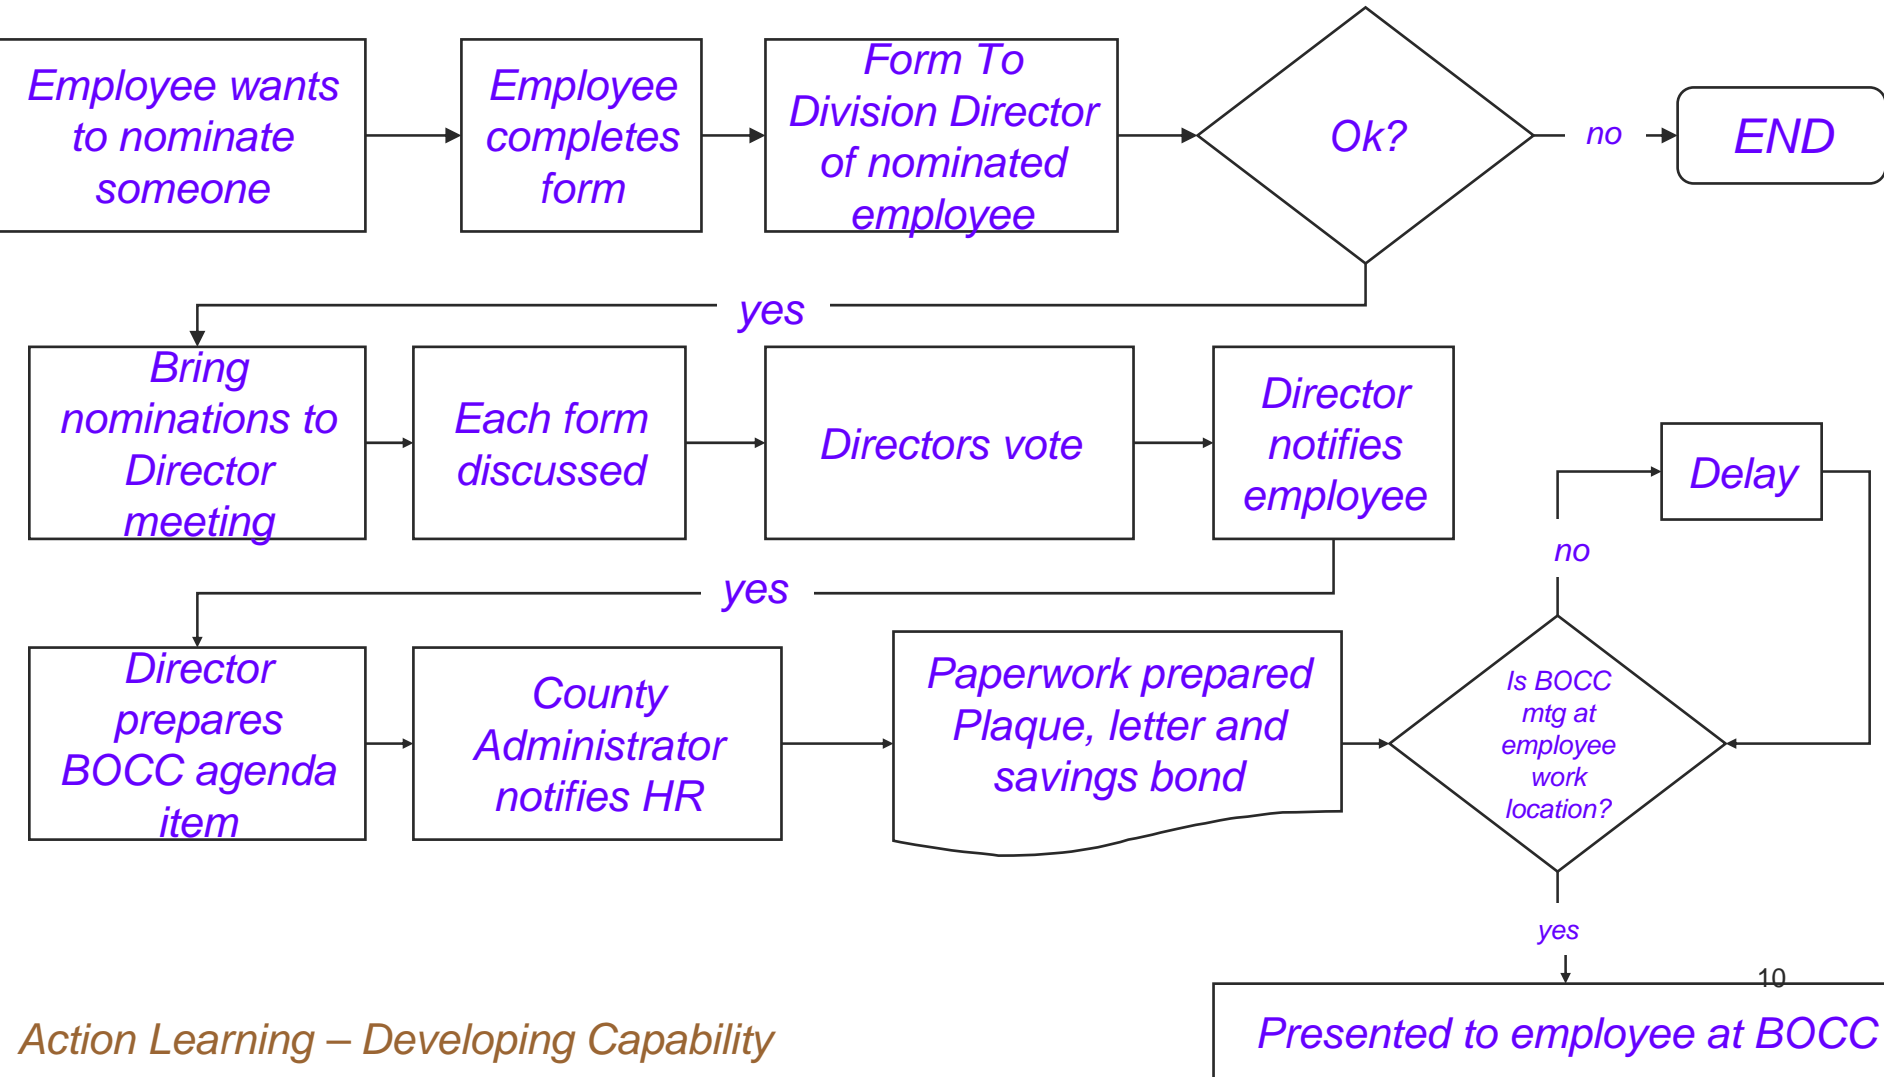 Employee wants
to nominate
someone
Employee
completes
form
Form To
Division Director
of nominated
employee
Ok?
no
END
yes
Bring
nominations to
Director
meeting
Each form
discussed
Directors vote
Director
notifies
employee
Delay
no
yes
Director
prepares
BOCC agenda
item
County
Administrator
notifies HR
Paperwork prepared
Plaque, letter and
savings bond
Is BOCC
mtg at
employee
work
location?
yes
10
Presented to employee at BOCC
Action Learning – Developing Capability